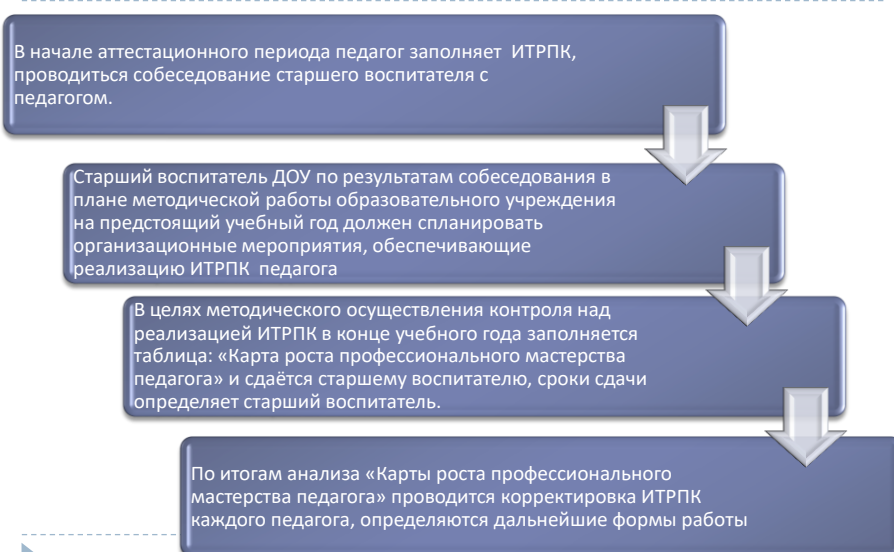 В начале аттестационного периода педагог заполняет ИТРПК,
проводиться собеседование старшего воспитателя с
педагогом.
Старший воспитатель ДОУ по результатам собеседования в
плане методической работы образовательного учреждения
на предстоящий учебный год должен спланировать
организационные мероприятия, обеспечивающие
реализацию ИТРПК педагога
В целях методического осуществления контроля над
реализацией ИТРПК в конце учебного года заполняется
таблица: «Карта роста профессионального мастерства
педагога» и сдаётся старшему воспитателю, сроки сдачи
определяет старший воспитатель.
По итогам анализа «Карты роста профессионального
мастерства педагога» проводится корректировка ИТРПК
каждого педагога, определяются дальнейшие формы работы